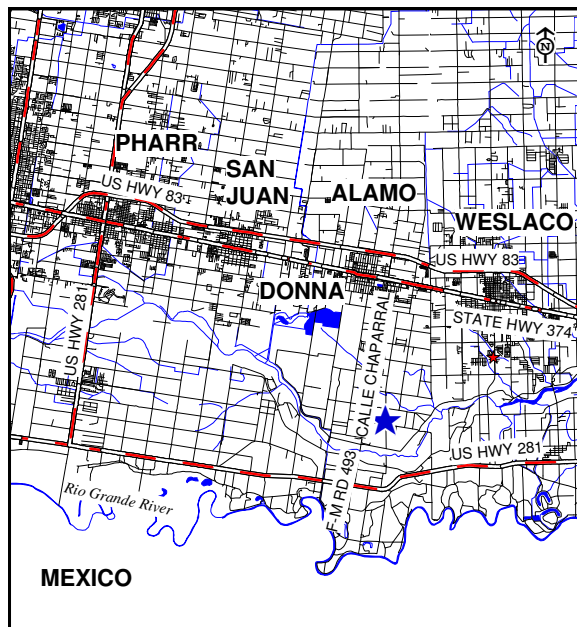 N
PHARR
SAN
JUAN
US HWY 83
ALAMO
WESLACO
US HWY 83
DONNA
STATE HWY 374
US HWY 281
CALLE CHAPARRAL
US HWY 281
F-M RD 493
Rio Grande River
MEXICO